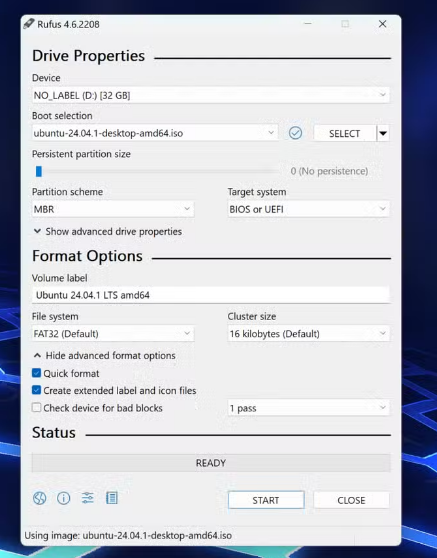 Rufus 4.6.2208
Drive Properties
Device
NO_LABEL (D:) [32 GB]
Boot selection
ubuntu-24.04.1-desktop-amd64.iso
SELECT
Persistent partition size
0 (No persistence)
Partition scheme Target system
MBR BIOS or UEFI
Show advanced drive properties
Format Options
Volume label
Ubuntu 24.04.1 LTS amd64
File system Cluster size
FAT32 (Default) 16 kilobytes (Default)
Hide advanced format options
Quick format
Create extended label and icon files
Check device for bad blocks 1 pass
Status
READY
START CLOSE
Using image: ubuntu-24.04.1-desktop-amd64.iso